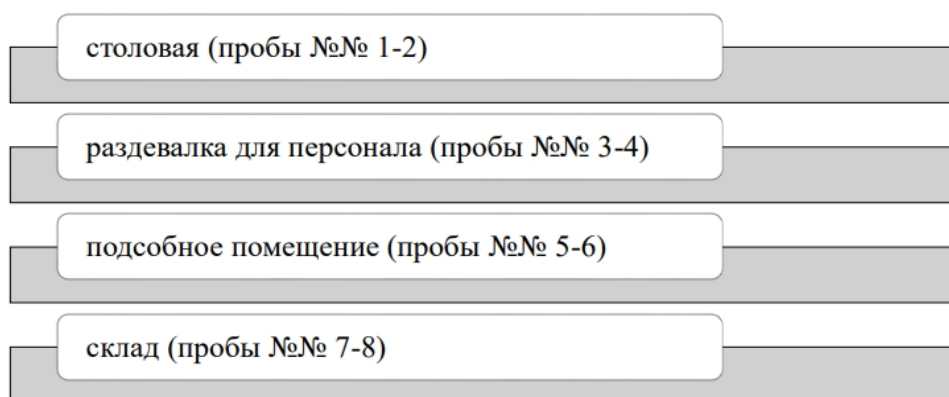 столовая (пробы №№ 1-2)
раздевалка для персонала (пробы №№ 3-4)
подсобное помещение (пробы №№ 5-6)
склад (пробы №№ 7-8)